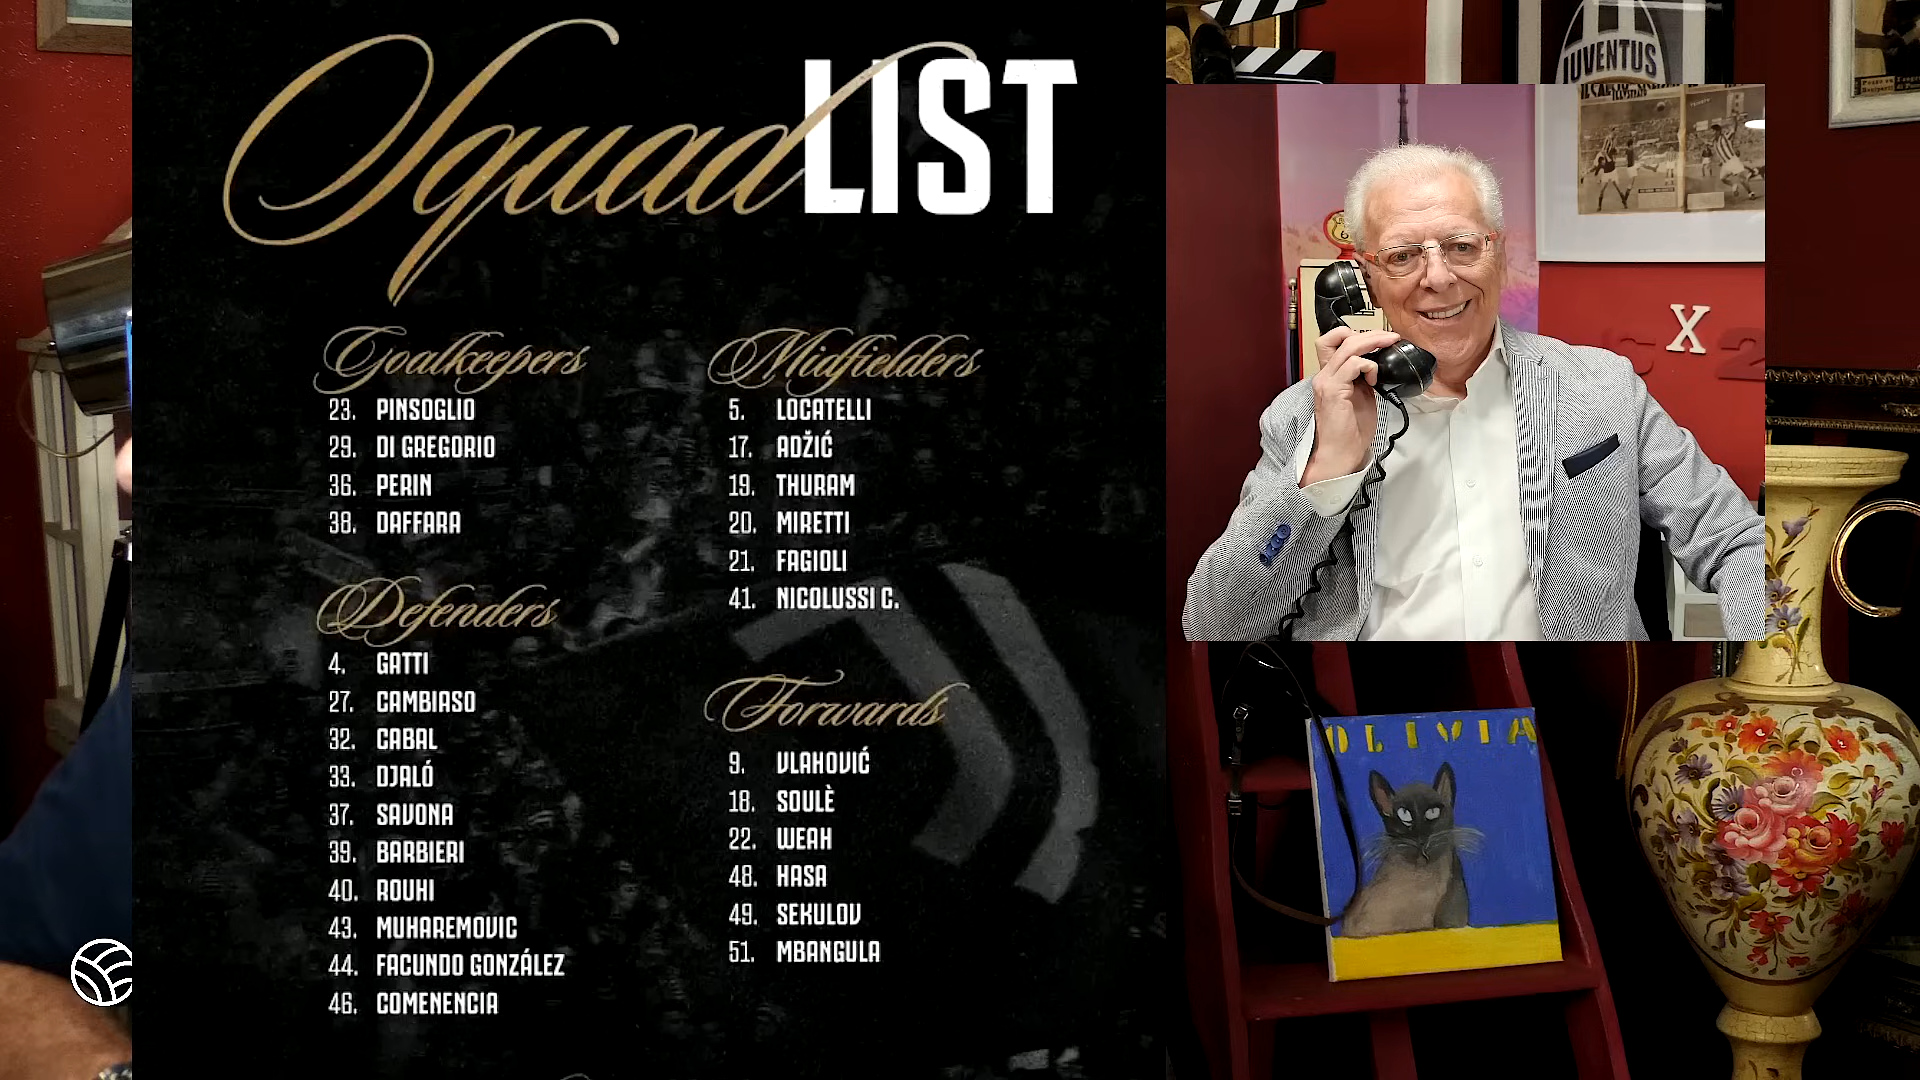 Squad LIST
Goalkeepers
23. PINSOGLIO
29. DI GREGORIO
36. PERIN
38. DAFFARA
Defenders
4. GATTI
27. CAMBIASO
32. CABAL
33. DJALÓ
37. SAVONA
39. BARBIERI
40. ROUHI
43. MUHAREMOVIC
44. FACUNDO GONZÁLEZ
46. COMENENCIA
Midfielders
5. LOCATELLI
17. ADŽIĆ
19. THURAM
20. MIRETTI
21. FAGIOLI
41. NICOLUSSI C.
Forwards
9. VLAHOVIĆ
18. SOULÈ
22. WEAH
48. HASA
49. SEKULOV
51. MBANGULA
JUVENTUS
X 2
OLIVIA